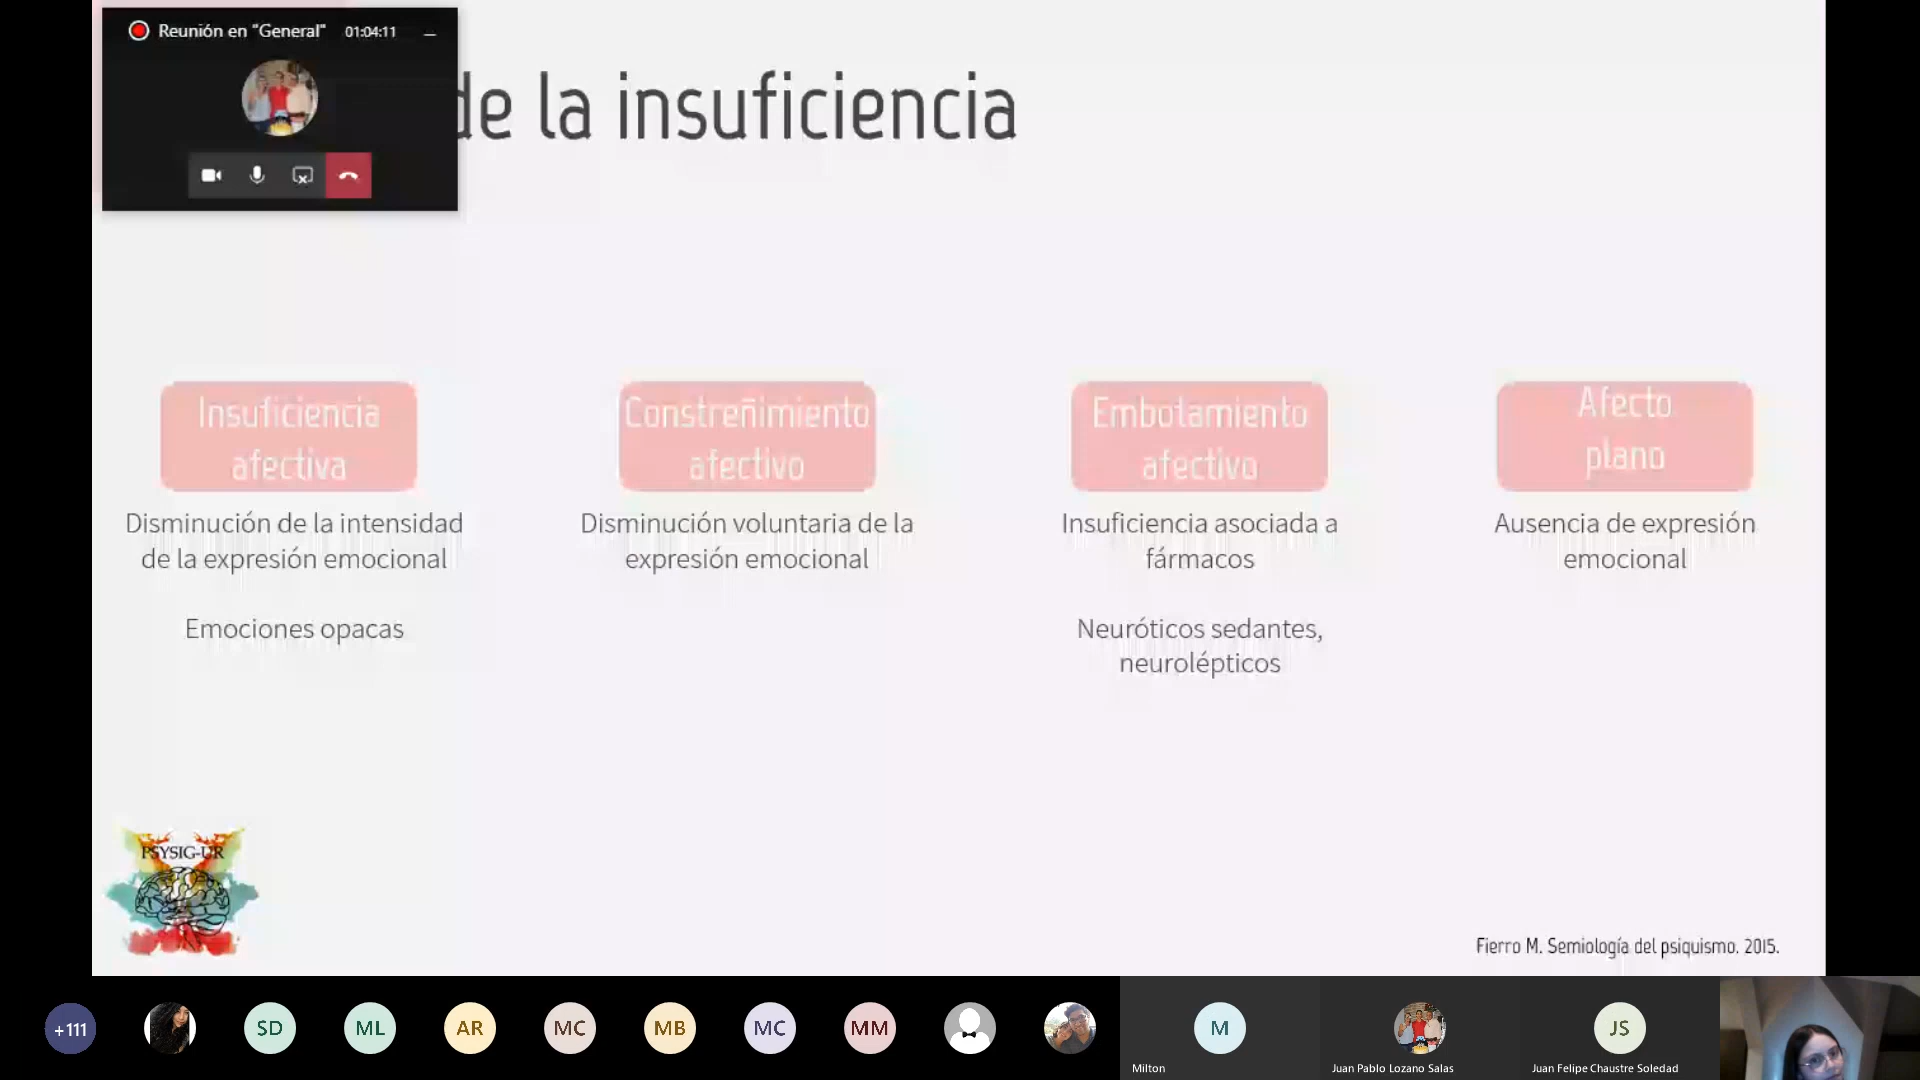 Reunión en "General" 01:04:11
de la insuficiencia
Insuficiencia
afectiva
Disminución de la intensidad
de la expresión emocional
Emociones opacas
Constreñimiento
afectivo
Disminución voluntaria de la
expresión emocional
Embotamiento
afectivo
Insuficiencia asociada a
fármacos
Neuróticos sedantes,
neurolépticos
Afecto
plano
Ausencia de expresión
emocional
PSYSIG-UR
Fierro M. Semiología del psiquismo. 2015.
+111
SD
ML
AR
MC
MB
MC
MM
M
JS
Milton
Juan Pablo Lozano Salas
Juan Felipe Chaustre Soledad